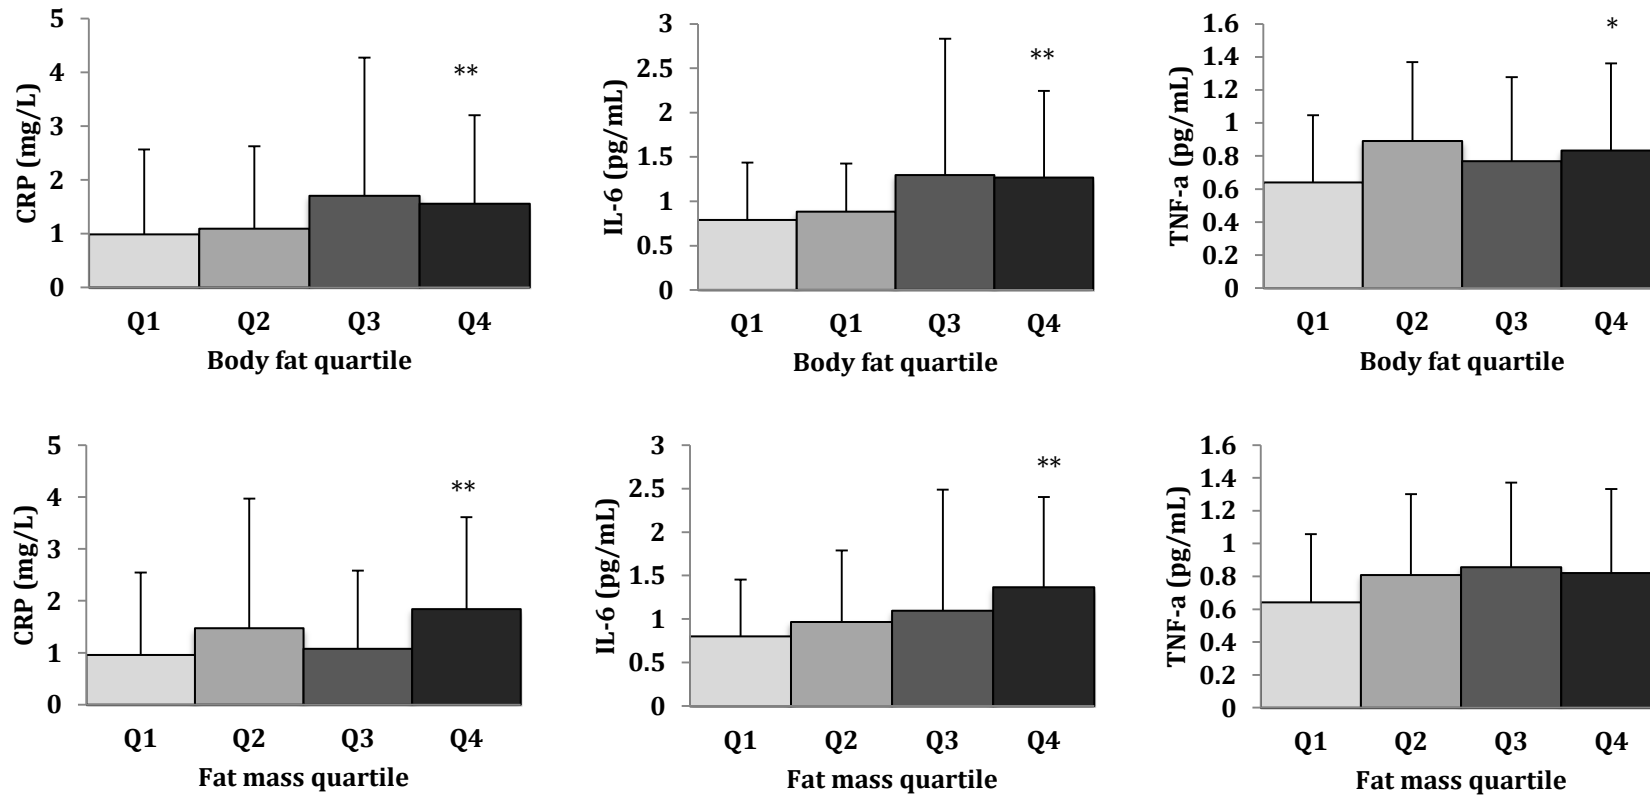 CRP (mg/L)
5
4
3
2
1
0
**
Q1 Q2 Q3 Q4
Body fat quartile
IL-6 (pg/mL)
3
2.5
2
1.5
1
0.5
0
**
Q1 Q1 Q3 Q4
Body fat quartile
TNF-a (pg/mL)
1.6
1.4
1.2
1
0.8
0.6
0.4
0.2
0
*
Q1 Q2 Q3 Q4
Body fat quartile
CRP (mg/L)
5
4
3
2
1
0
**
Q1 Q2 Q3 Q4
Fat mass quartile
IL-6 (pg/mL)
3
2.5
2
1.5
1
0.5
0
**
Q1 Q2 Q3 Q4
Fat mass quartile
TNF-a (pg/mL)
1.6
1.4
1.2
1
0.8
0.6
0.4
0.2
0
Q1 Q2 Q3 Q4
Fat mass quartile